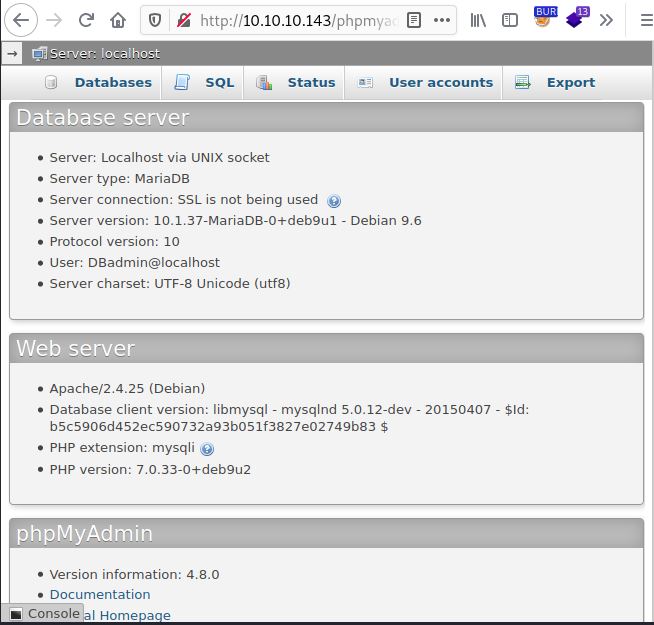 http://10.10.10.143/phpmyad
BUR
13
Server: localhost
Databases SQL Status User accounts Export
Database server
Server: Localhost via UNIX socket
Server type: MariaDB
Server connection: SSL is not being used
Server version: 10.1.37-MariaDB-0+deb9u1 - Debian 9.6
Protocol version: 10
User: DBadmin@localhost
Server charset: UTF-8 Unicode (utf8)
Web server
Apache/2.4.25 (Debian)
Database client version: libmysql - mysqlnd 5.0.12-dev - 20150407 - $Id:
b5c5906d452ec590732a93b051f3827e02749b83 $
PHP extension: mysqli
PHP version: 7.0.33-0+deb9u2
phpMyAdmin
Version information: 4.8.0
Documentation
Console al Homepage